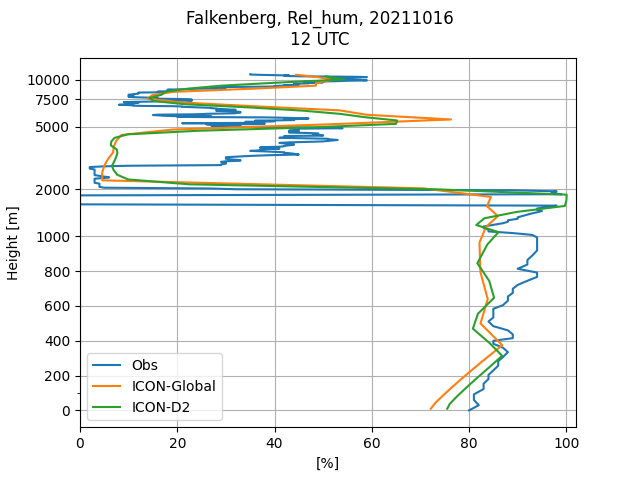 Falkenberg, Rel_hum, 20211016
12 UTC
10000
7500
5000
2000
1000
800
600
400
200
0
Height [m]
Obs
ICON-Global
ICON-D2
0 20 40 60 80 100
[%]